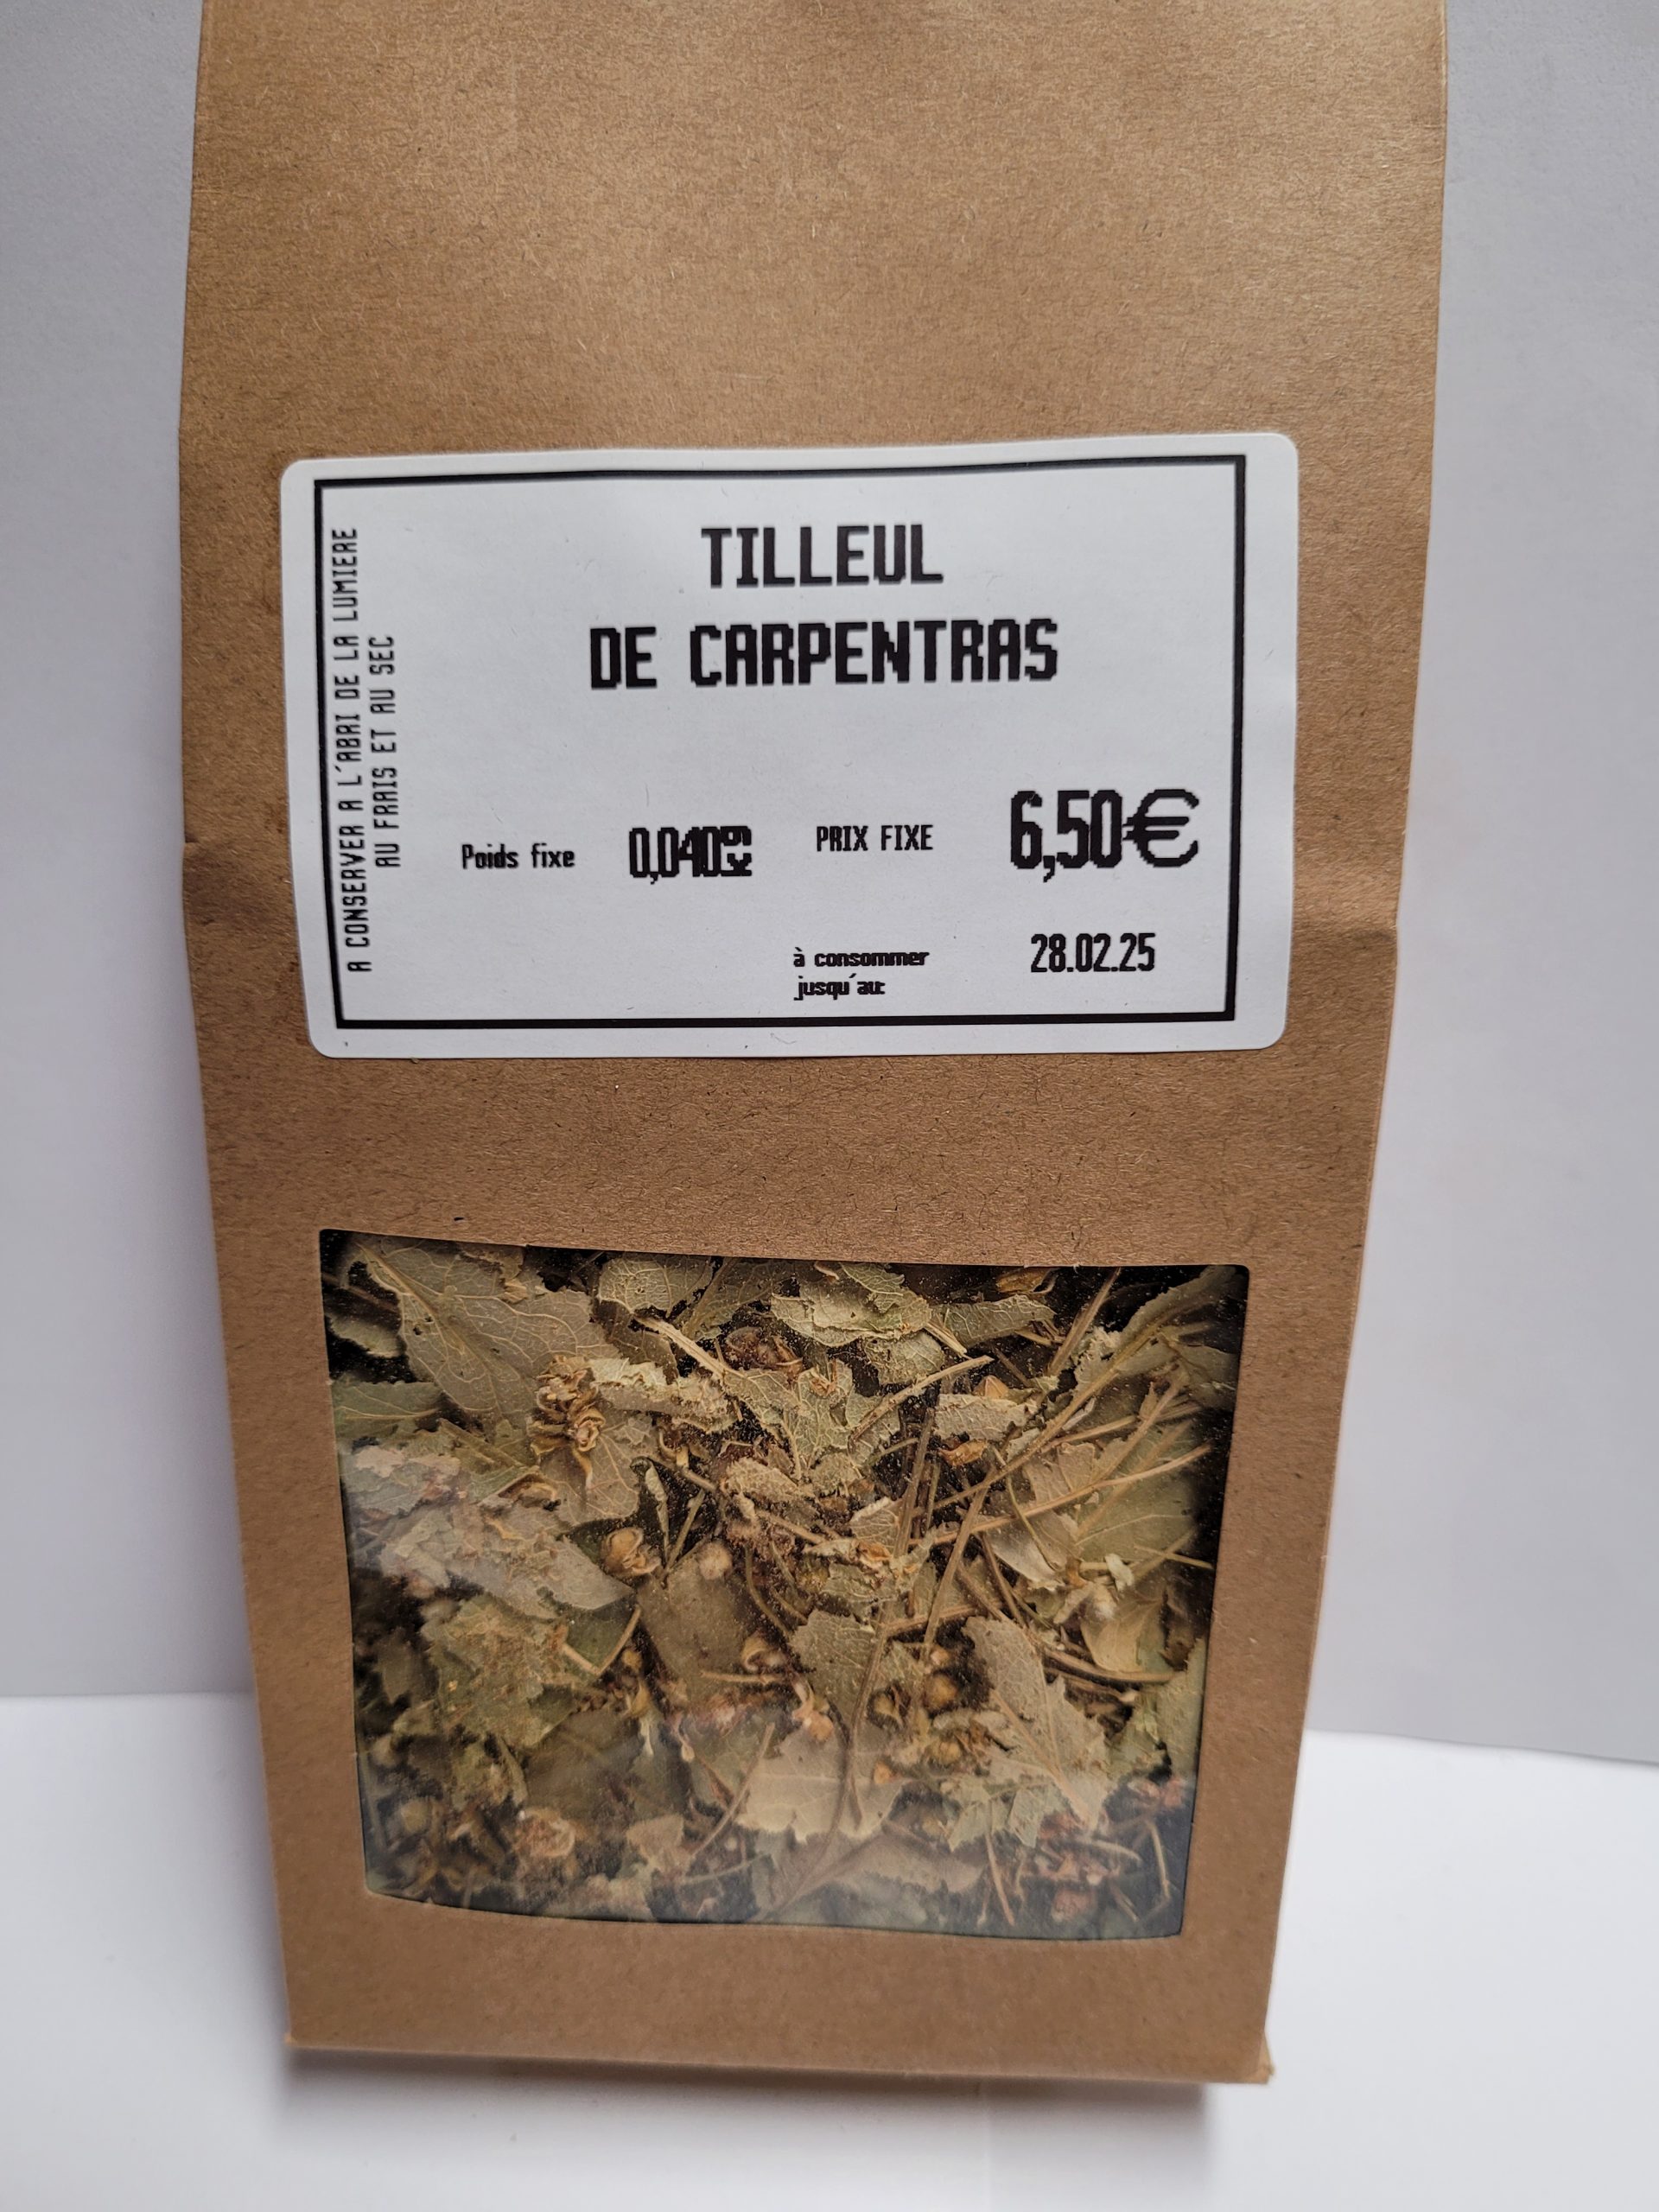 A CONSERVER A L'ABRI DE LA LUMIERE
AU FRAIS ET AU SEC
TILLEUL
DE CARPENTRAS
Poids fixe 0,040kg PRIX FIXE 6,50€
à consommer 28.02.25
jusqu'au: